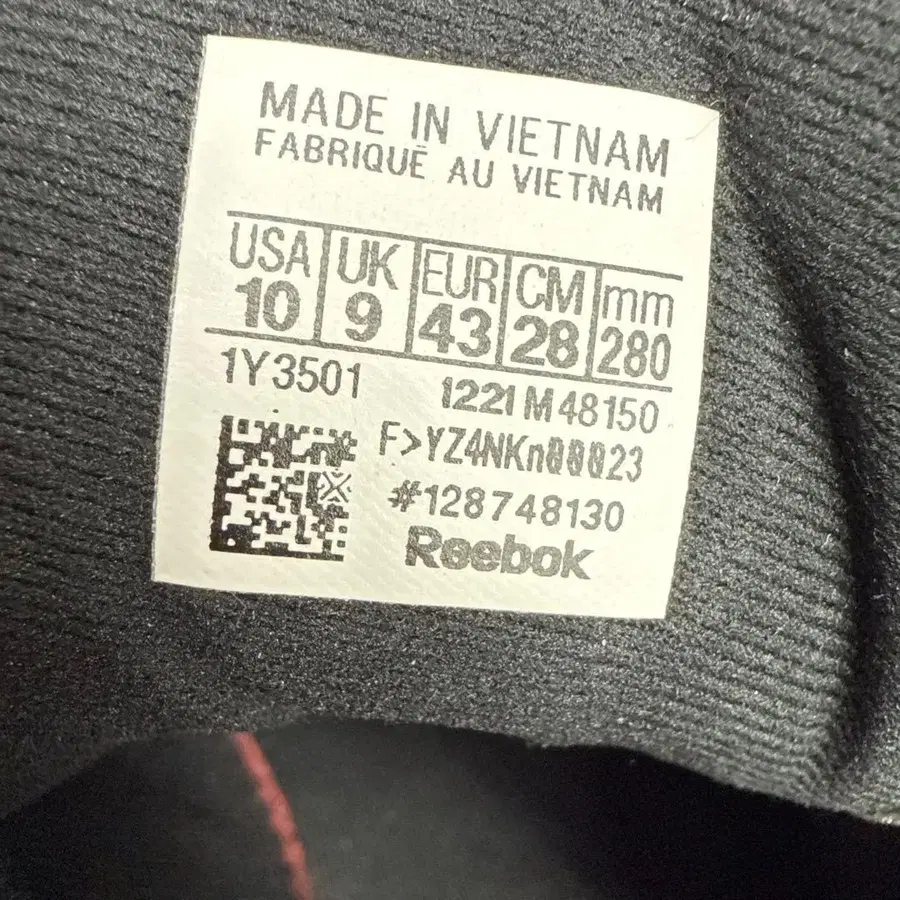 MADE IN VIETNAM
FABRIQUÉ AU VIETNAM
USA UK EUR CM mm
10 9 43 28 280
1Y3501 1221 M48150
F>YZ4NKn00023
#128748130
Reebok